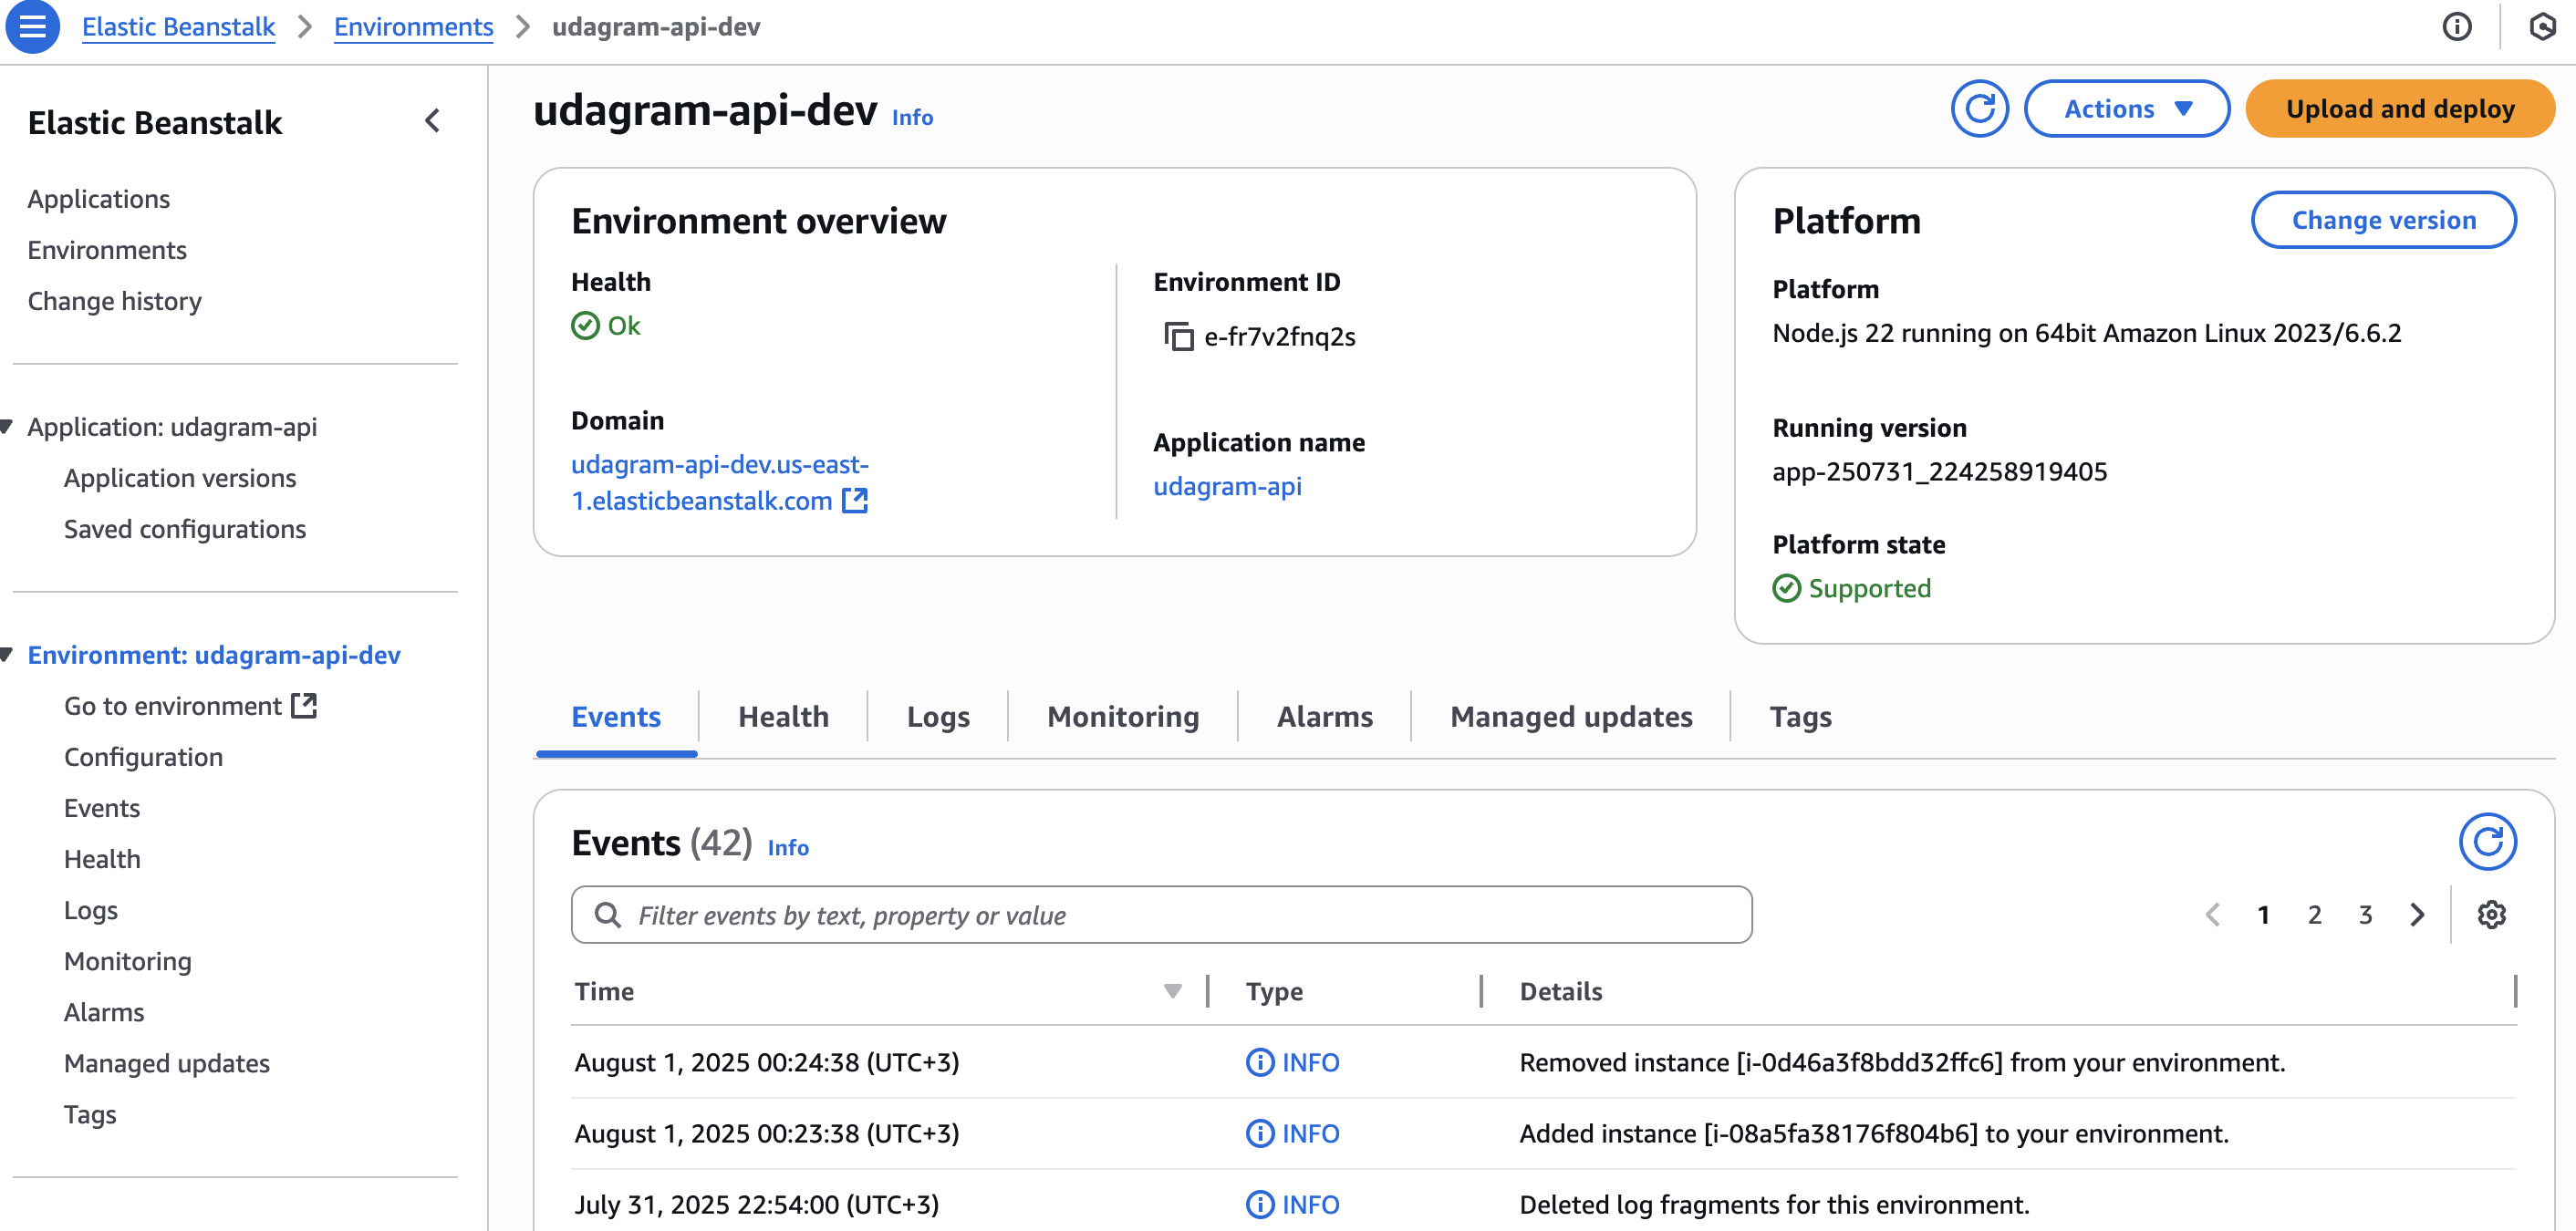 Elastic Beanstalk > Environments > udagram-api-dev
Elastic Beanstalk
Applications
Environments
Change history
Application: udagram-api
Application versions
Saved configurations
Environment: udagram-api-dev
Go to environment
Configuration
Events
Health
Logs
Monitoring
Alarms
Managed updates
Tags
udagram-api-dev Info
Actions
Upload and deploy
Environment overview
Health
Ok
Domain
udagram-api-dev.us-east-
1.elasticbeanstalk.com
Environment ID
e-fr7v2fnq2s
Application name
udagram-api
Platform
Change version
Platform
Node.js 22 running on 64bit Amazon Linux 2023/6.6.2
Running version
app-250731_224258919405
Platform state
Supported
Events Health Logs Monitoring Alarms Managed updates Tags
Events (42) Info
Filter events by text, property or value
1 2 3
Time Type Details
August 1, 2025 00:24:38 (UTC+3) INFO Removed instance [i-0d46a3f8bdd32ffc6] from your environment.
August 1, 2025 00:23:38 (UTC+3) INFO Added instance [i-08a5fa38176f804b6] to your environment.
July 31, 2025 22:54:00 (UTC+3) INFO Deleted log fragments for this environment.